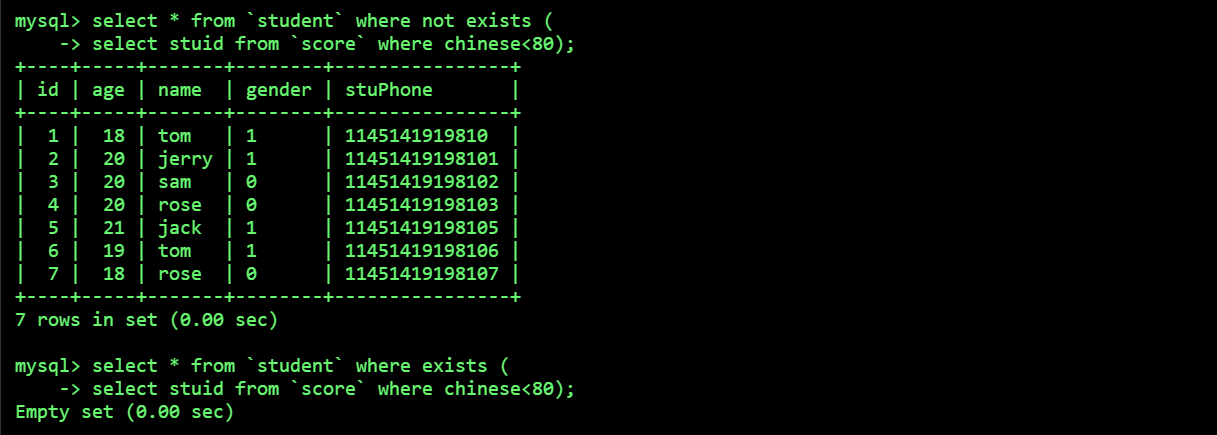 mysql> select * from `student` where not exists (
    -> select stuid from `score` where chinese<80);
+----+-----+-------+--------+----------------+
| id | age | name  | gender | stuPhone       |
+----+-----+-------+--------+----------------+
|  1 |  18 | tom   | 1      | 1145141919810  |
|  2 |  20 | jerry | 1      | 11451419198101 |
|  3 |  20 | sam   | 0      | 11451419198102 |
|  4 |  20 | rose  | 0      | 11451419198103 |
|  5 |  21 | jack  | 1      | 11451419198105 |
|  6 |  19 | tom   | 1      | 11451419198106 |
|  7 |  18 | rose  | 0      | 11451419198107 |
+----+-----+-------+--------+----------------+
7 rows in set (0.00 sec)

mysql> select * from `student` where exists (
    -> select stuid from `score` where chinese<80);
Empty set (0.00 sec)